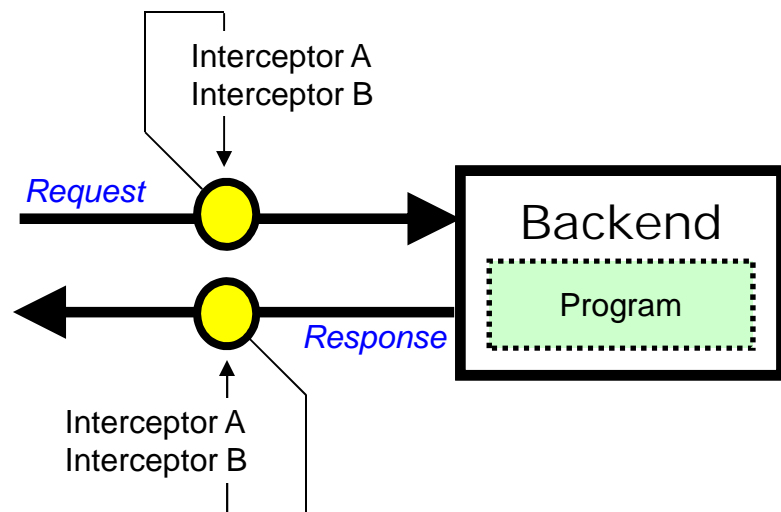 Interceptor A
Interceptor B
Request
Backend
Program
Response
Interceptor A
Interceptor B